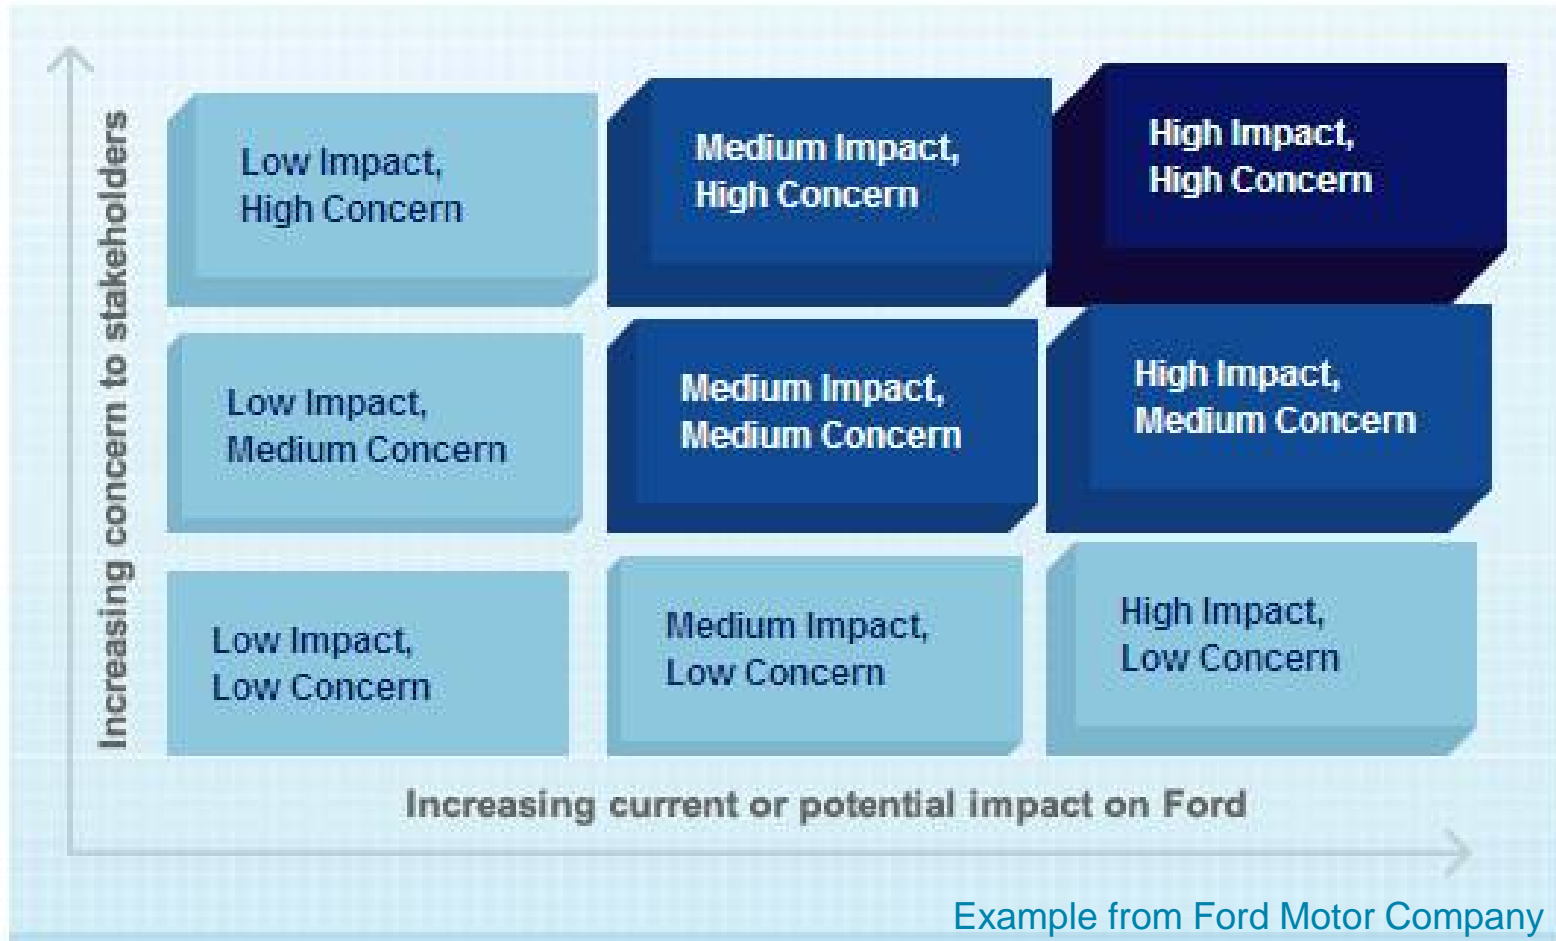 Increasing concern to stakeholders
Low Impact,
High Concern
Medium Impact,
High Concern
High Impact,
High Concern
Low Impact,
Medium Concern
Medium Impact,
Medium Concern
High Impact,
Medium Concern
Low Impact,
Low Concern
Medium Impact,
Low Concern
High Impact,
Low Concern
Increasing current or potential impact on Ford
Example from Ford Motor Company